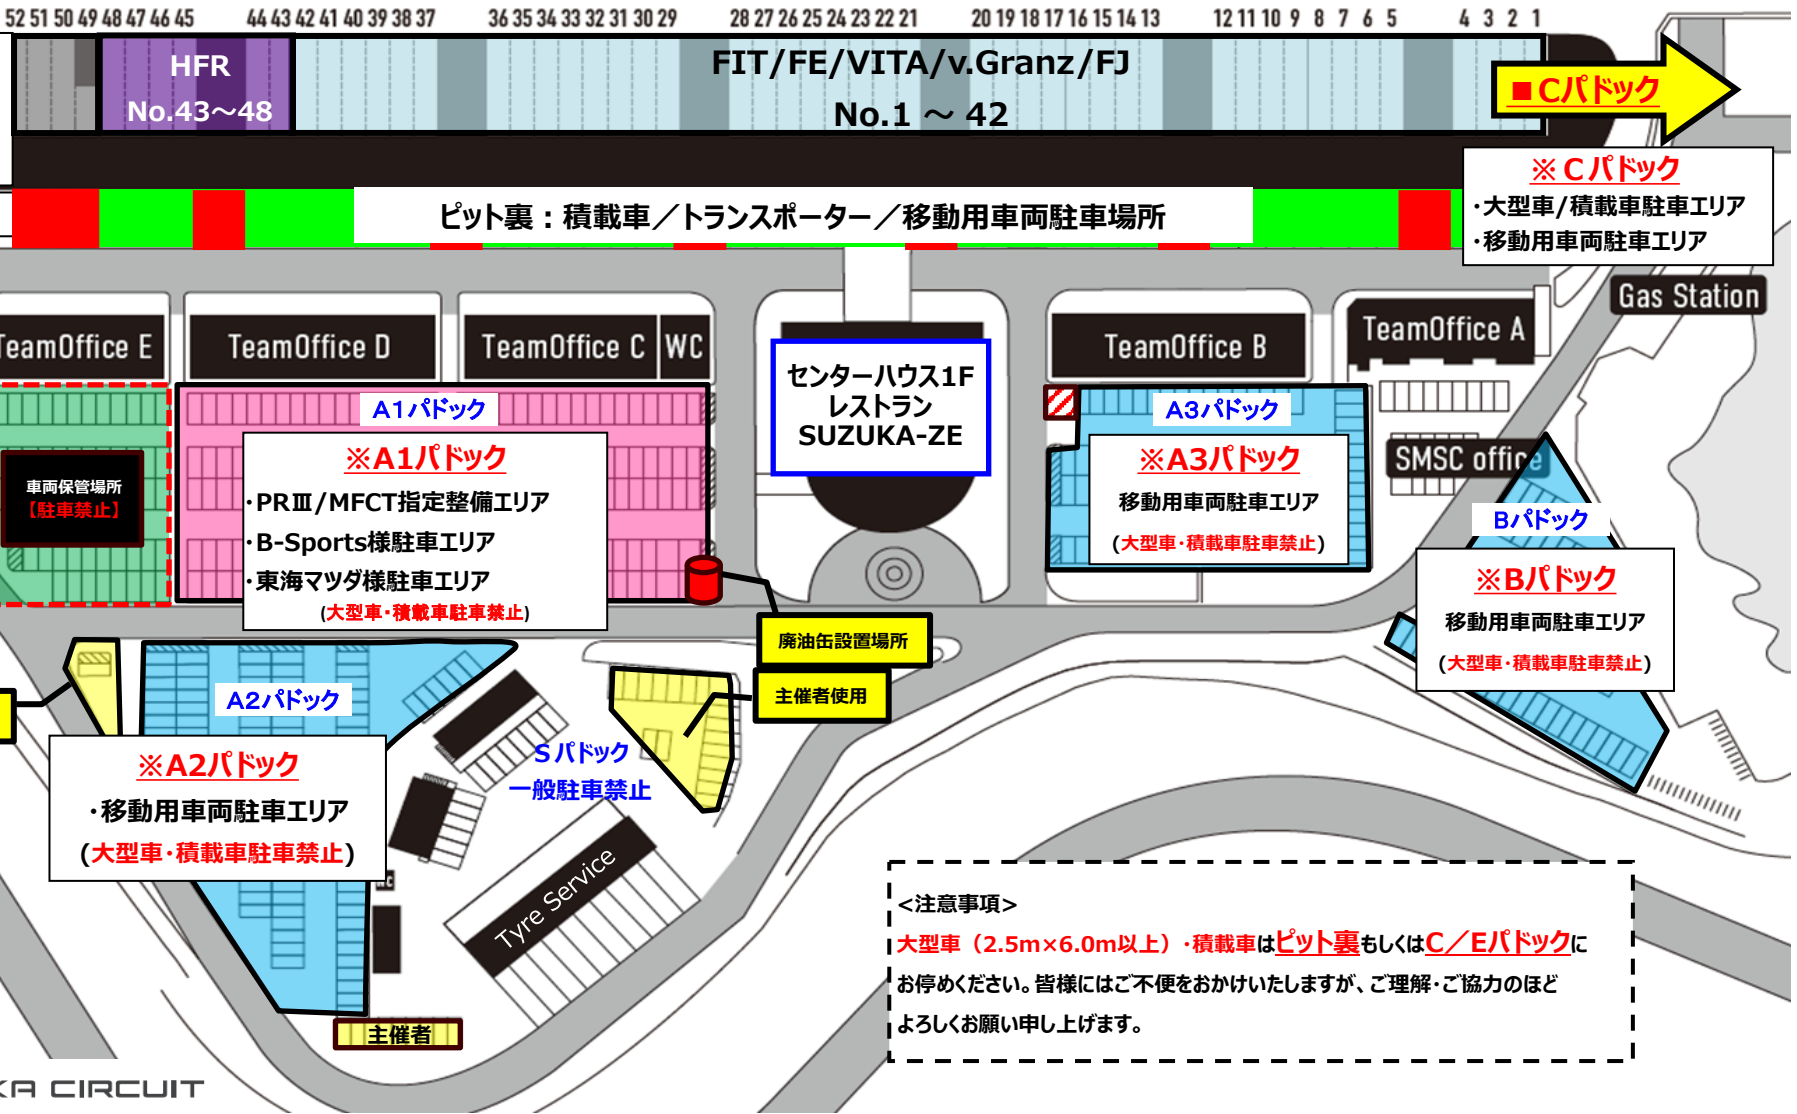 52 51 50 49 48 47 46 45 44 43 42 41 40 39 38 37 36 35 34 33 32 31 30 29 28 27 26 25 24 23 22 21 20 19 18 17 16 15 14 13 12 11 10 9 8 7 6 5 4 3 2 1
HFR
No.43～48
FIT/FE/VITA/v.Granz/FJ
No.1 ～ 42
■Cパドック
※Cパドック
・大型車/積載車駐車エリア
・移動用車両駐車エリア
ピット裏：積載車／トランスポーター／移動用車両駐車場所
Gas Station
TeamOffice E
TeamOffice D
TeamOffice C
WC
TeamOffice B
TeamOffice A
センターハウス1F
レストラン
SUZUKA-ZE
A1パドック
※A1パドック
・PRⅢ/MFCT指定整備エリア
・B-Sports様駐車エリア
・東海マツダ様駐車エリア
(大型車・積載車駐車禁止)
車両保管場所
【駐車禁止】
A3パドック
※A3パドック
移動用車両駐車エリア
(大型車・積載車駐車禁止)
SMSC office
Bパドック
※Bパドック
移動用車両駐車エリア
(大型車・積載車駐車禁止)
廃油缶設置場所
主催者使用
A2パドック
※A2パドック
・移動用車両駐車エリア
(大型車・積載車駐車禁止)
Sパドック
一般駐車禁止
WC
Tyre Service
主催者
<注意事項>
大型車（2.5m×6.0m以上）・積載車はピット裏もしくはC／Eパドックに
お停めください。皆様にはご不便をおかけいたしますが、ご理解・ご協力のほど
よろしくお願い申し上げます。
KA CIRCUIT